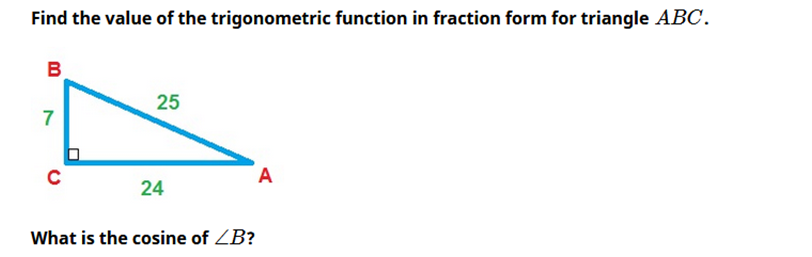 Find the value of the trigonometric function in fraction form for triangle ABC.
B
25
7
C
A
24
What is the cosine of ∠B?